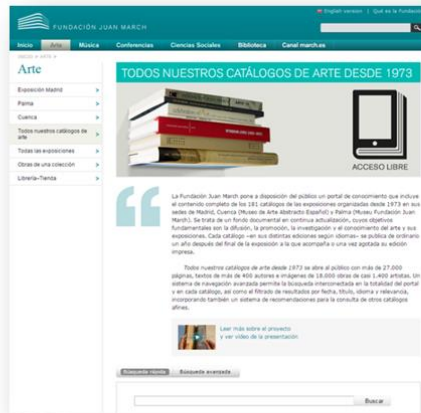 English version | Qué es la Fundació
FUNDACIÓN JUAN MARCH
Inicio Arte Música Conferencias Ciencias Sociales Biblioteca Canal march.es
INICIO > ARTE >
Arte
Exposición Madrid
Palma
Cuenca
Todos nuestros catálogos de arte
Todas las exposiciones
Obras de una colección
Librería-Tienda
TODOS NUESTROS CATÁLOGOS DE ARTE DESDE 1973
ACCESO LIBRE
La Fundación Juan March pone a disposición del público un portal de conocimiento que incluye
el contenido completo de los 181 catálogos de las exposiciones organizadas desde 1973 en sus
sedes de Madrid, Cuenca (Museo de Arte Abstracto Español) y Palma (Museu Fundación Juan
March). Se trata de un fondo documental en continua actualización, cuyos objetivos
fundamentales son la difusión, la promoción, la investigación y el conocimiento del arte y sus
exposiciones. Cada catálogo -en sus distintas ediciones según idiomas- se publica de ordinario
un año después del final de la exposición a la que acompaña o una vez agotada su edición
impresa.
Todos nuestros catálogos de arte desde 1973 se abre al público con más de 27.000
páginas, textos de más de 400 autores e imágenes de 18.000 obras de casi 1.400 artistas. Un
sistema de navegación avanzada permite la búsqueda interconectada en la totalidad del portal
y en cada catálogo, así como el filtrado de resultados por fecha, título, idioma y relevancia,
incorporando también un sistema de recomendaciones para la consulta de otros catálogos
afines.
Leer más sobre el proyecto
y ver vídeo de la presentación
Búsqueda rápida Búsqueda avanzada
Buscar